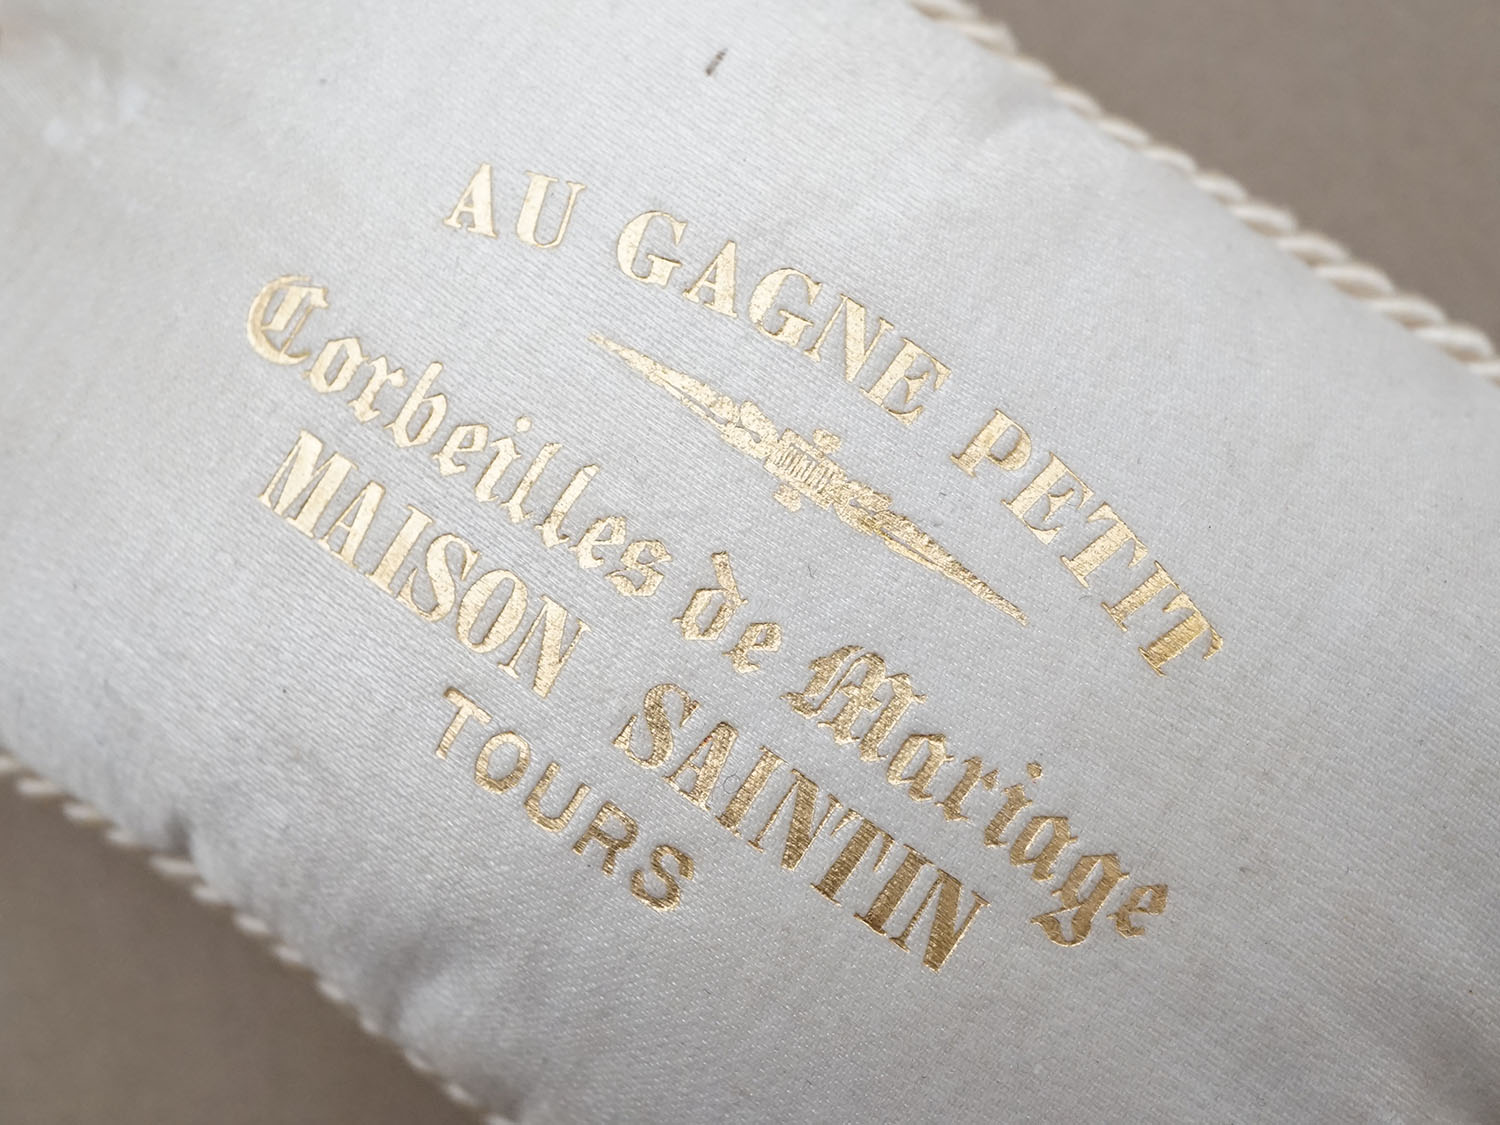 AU GAGNE PETIT
Corbeilles de Mariage
MAISON SAINTIN
TOURS